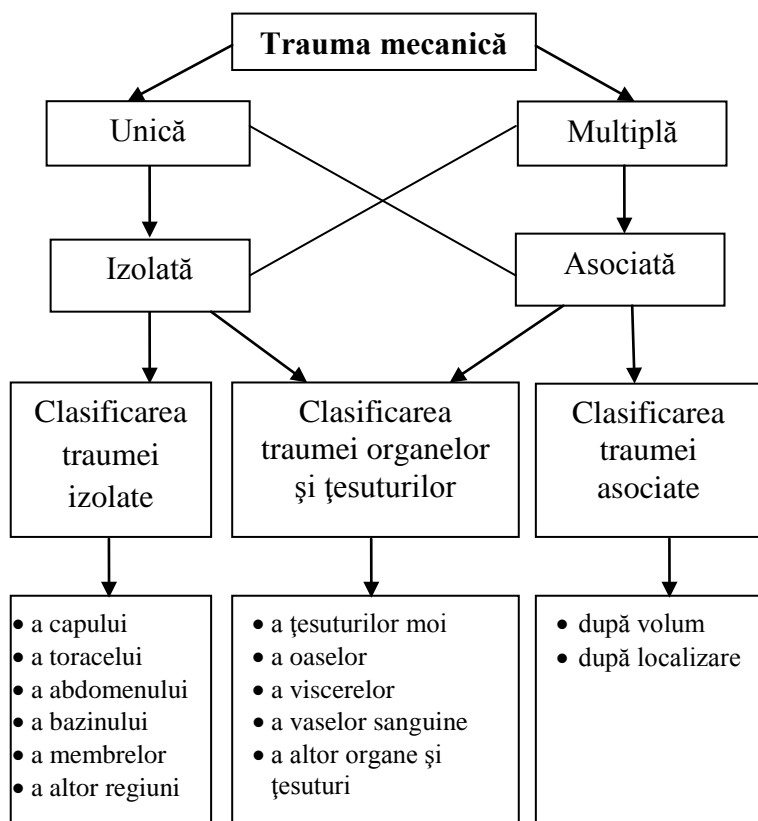 Trauma mecanică
Unică
Multiplă
Izolată
Asociată
Clasificarea
traumei
izolate
Clasificarea
traumei organelor
şi ţesuturilor
Clasificarea
traumei
asociate
• a capului
• a toracelui
• a abdomenului
• a bazinului
• a membrelor
• a altor regiuni
• a ţesuturilor moi
• a oaselor
• a viscerelor
• a vaselor sanguine
• a altor organe şi
ţesuturi
• după volum
• după localizare